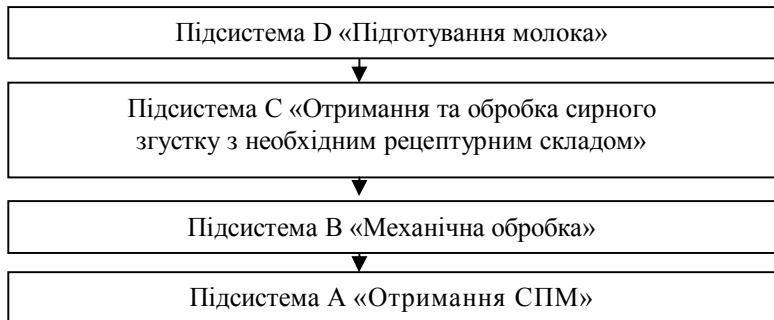 Підсистема D «Підготування молока»
Підсистема С «Отримання та обробка сирного
згустку з необхідним рецептурним складом»
Підсистема В «Механічна обробка»
Підсистема А «Отримання СПМ»